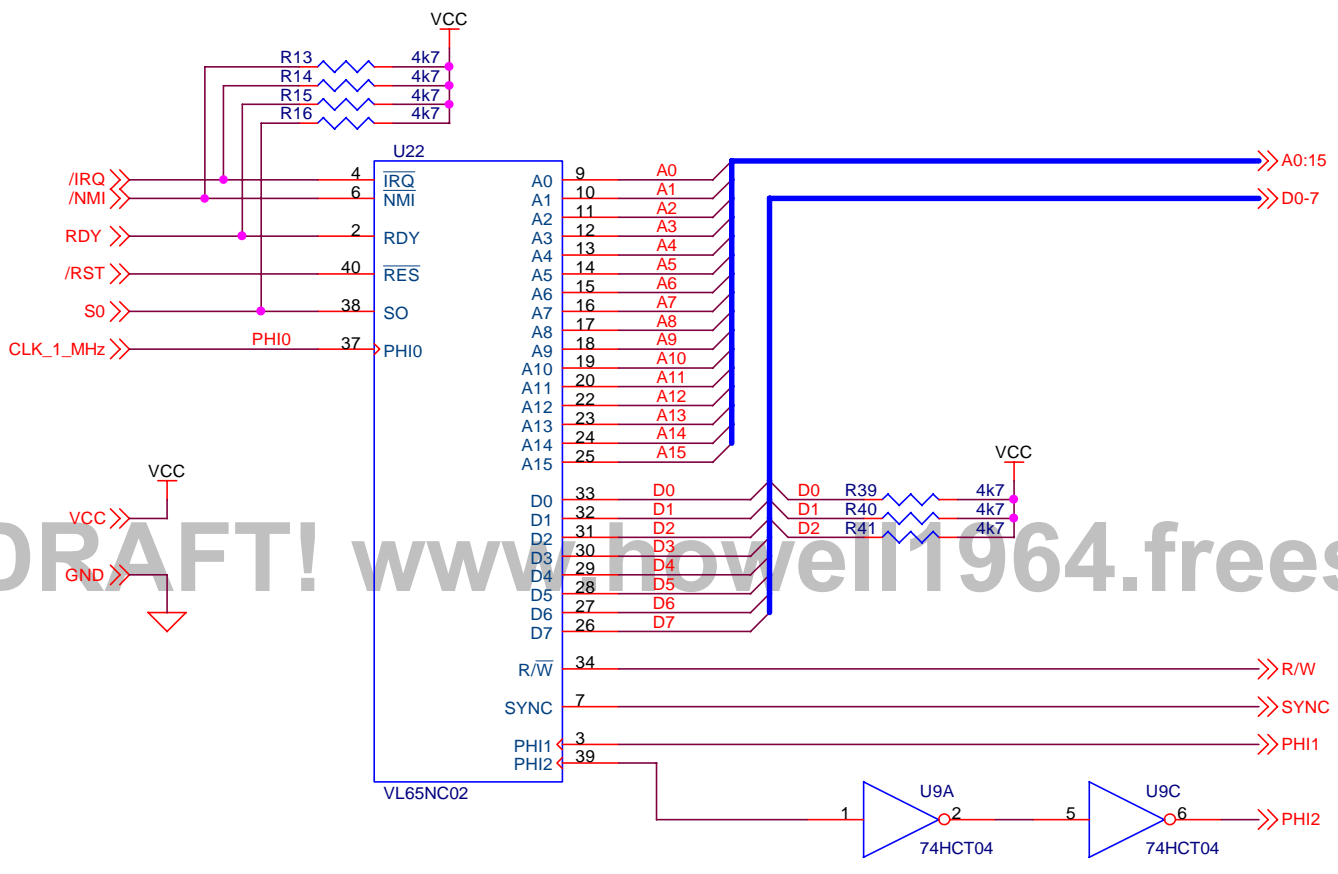 VCC
R13 4k7
R14 4k7
R15 4k7
R16 4k7
U22
/IRQ 4 IRQ
/NMI 6 NMI
RDY 2 RDY
/RST 40 RES
S0 38 SO
CLK_1_MHz PHI0 37 PHI0
A0 9 A0
A1 10 A1
A2 11 A2
A3 12 A3
A4 13 A4
A5 14 A5
A6 15 A6
A7 16 A7
A8 17 A8
A9 18 A9
A10 19 A10
A11 20 A11
A12 22 A12
A13 23 A13
A14 24 A14
A15 25 A15
A0:15
D0-7
VCC
VCC
GND
D0 33 D0
D1 32 D1
D2 31 D2
D3 30 D3
D4 29 D4
D5 28 D5
D6 27 D6
D7 26 D7
VCC
D0 R39 4k7
D1 R40 4k7
D2 R41 4k7
DRAFT! www.howell1964.frees
R/W 34 R/W
SYNC 7 SYNC
PHI1 3 PHI1
PHI2 39
VL65NC02
U9A
1 2
74HCT04
U9C
5 6
74HCT04
PHI2